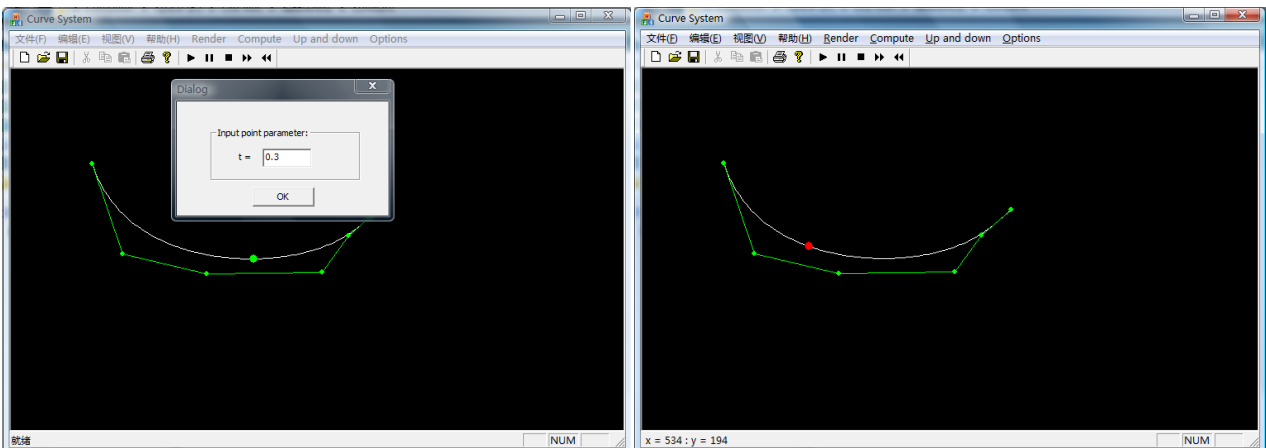 Curve System
文件(F) 编辑(E) 视图(V) 帮助(H) Render Compute Up and down Options
Dialog
Input point parameter:
t = 0.3
OK
就绪
NUM
Curve System
文件(F) 编辑(E) 视图(V) 帮助(H) Render Compute Up and down Options
x = 534 : y = 194
NUM